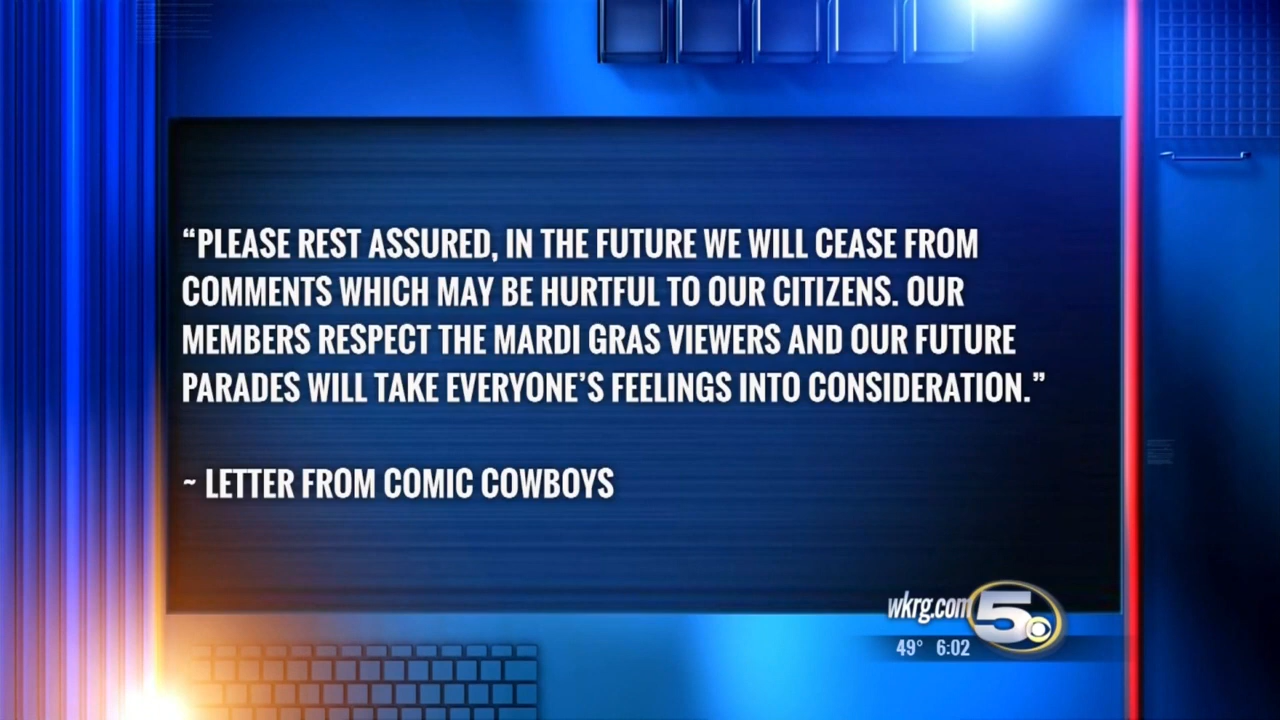 “PLEASE REST ASSURED, IN THE FUTURE WE WILL CEASE FROM
COMMENTS WHICH MAY BE HURTFUL TO OUR CITIZENS. OUR
MEMBERS RESPECT THE MARDI GRAS VIEWERS AND OUR FUTURE
PARADES WILL TAKE EVERYONE’S FEELINGS INTO CONSIDERATION.”
~ LETTER FROM COMIC COWBOYS
wkrg.com 5
49° 6:02